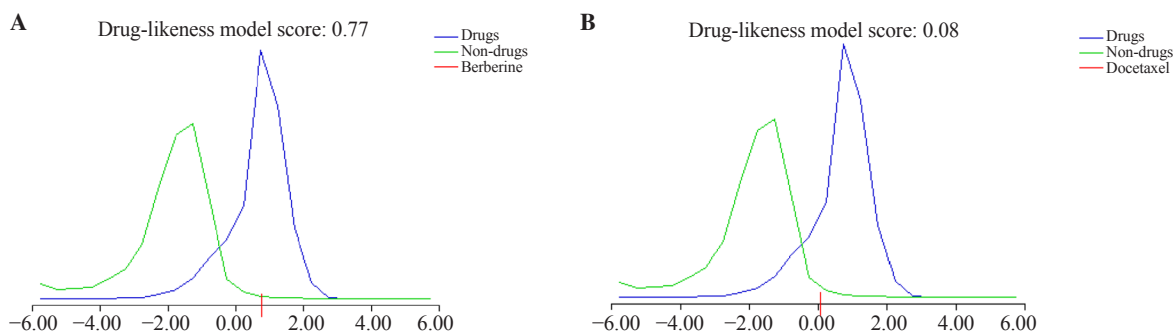 A
Drug-likeness model score: 0.77
Drugs
Non-drugs
Berberine
−6.00 −4.00 −2.00 0.00 2.00 4.00 6.00
B
Drug-likeness model score: 0.08
Drugs
Non-drugs
Docetaxel
−6.00 −4.00 −2.00 0.00 2.00 4.00 6.00